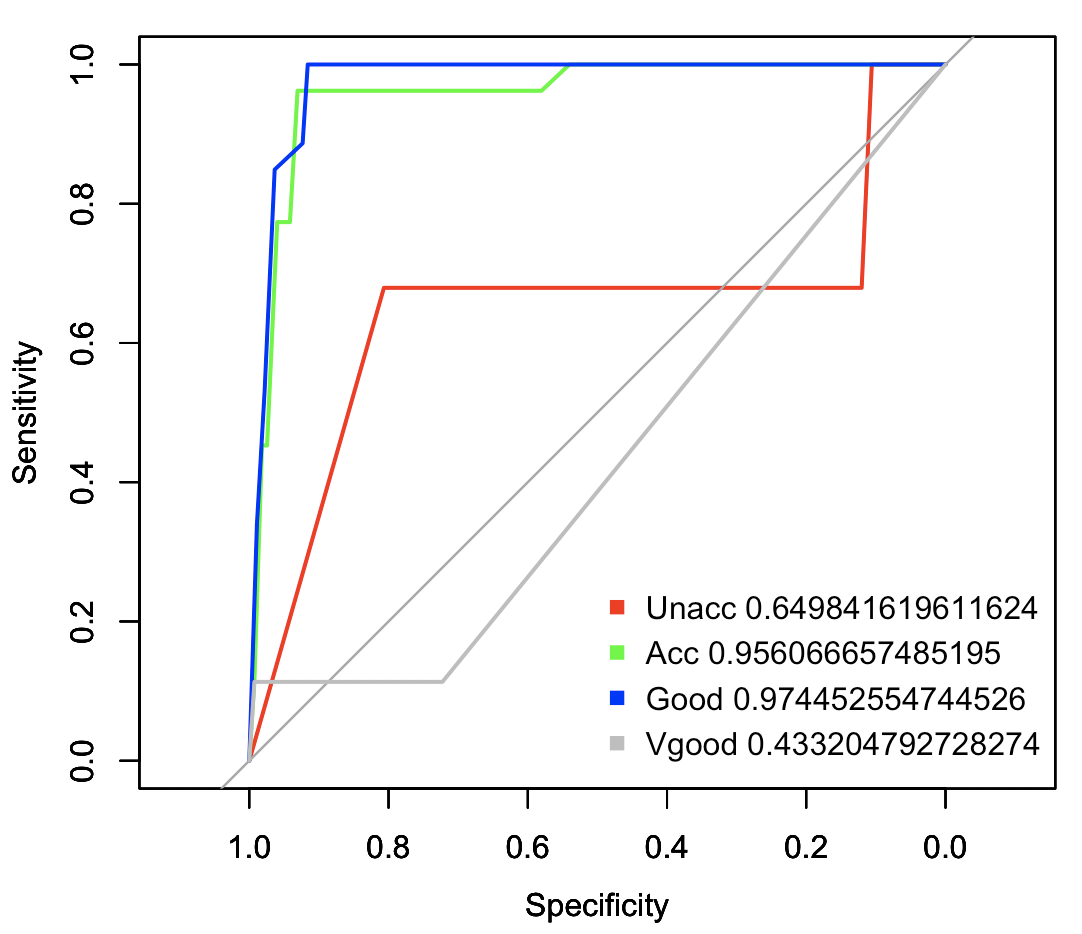 1.0
0.8
0.6
0.4
0.2
0.0
Sensitivity
Unacc 0.649841619611624
Acc 0.956066657485195
Good 0.974452554744526
Vgood 0.433204792728274
1.0 0.8 0.6 0.4 0.2 0.0
Specificity